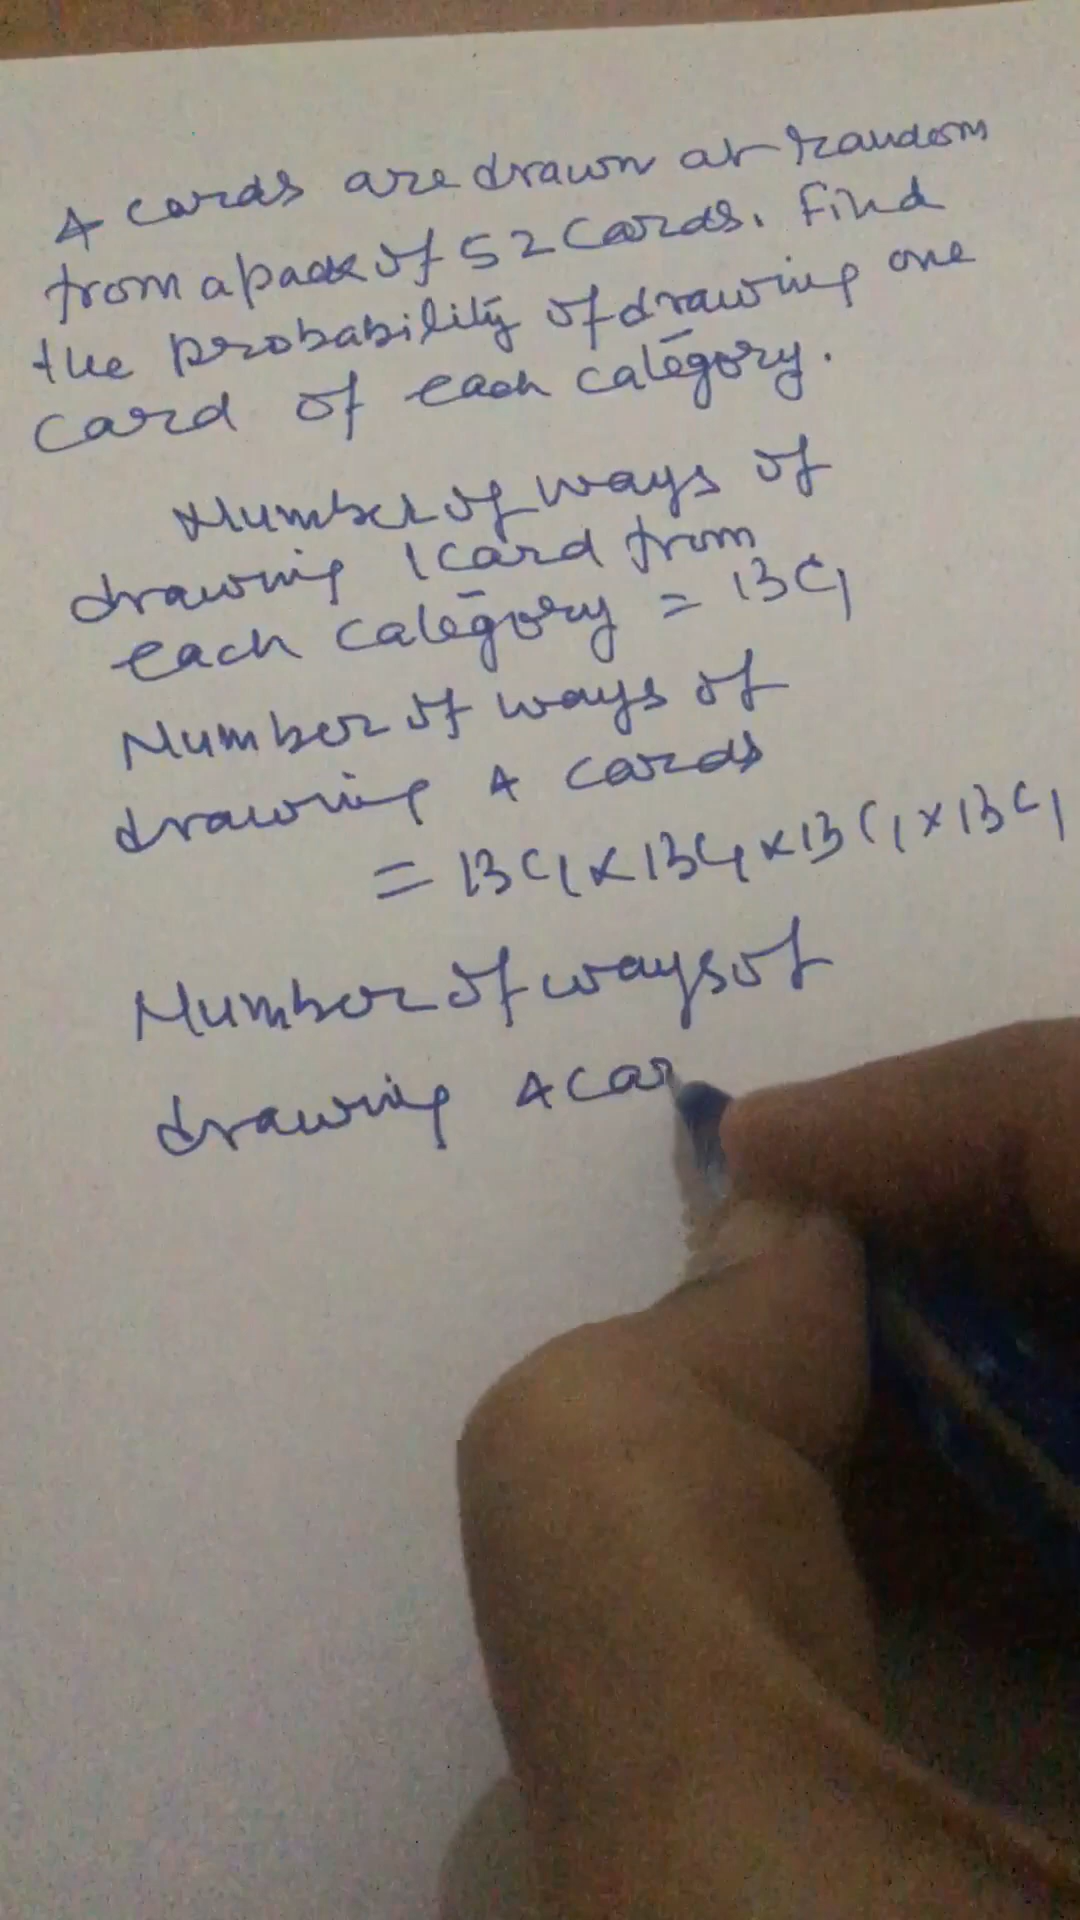 4 cards are drawn at random
from a pack of 52 cards. Find
the probability of drawing one
card of each category.
Number of ways of
drawing 1 card from
each category = 13C1
Number of ways of
drawing 4 cards
= 13C1 × 13C1 × 13C1 × 13C1
Number of ways of
drawing 4 car